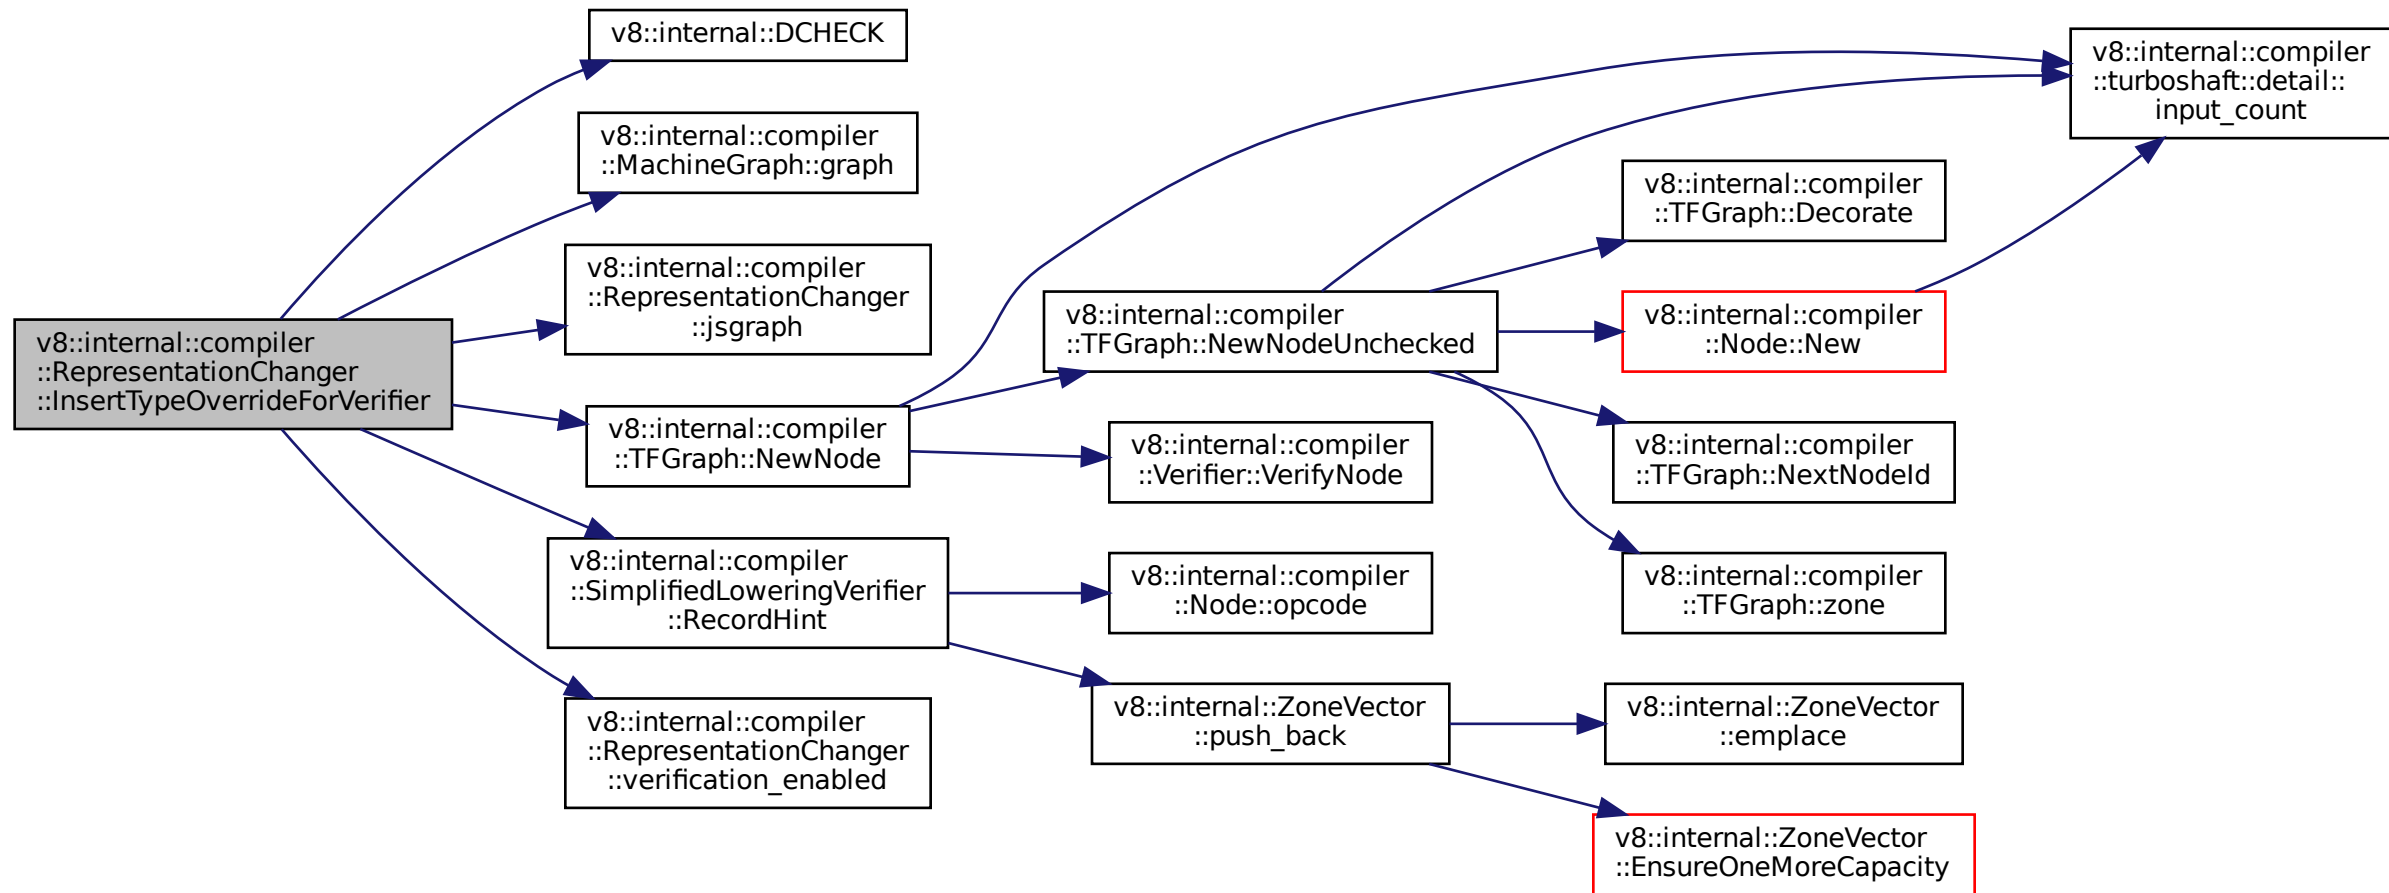 v8::internal::compiler
::RepresentationChanger
::InsertTypeOverrideForVerifier
v8::internal::DCHECK
v8::internal::compiler
::MachineGraph::graph
v8::internal::compiler
::RepresentationChanger
::jsgraph
v8::internal::compiler
::TFGraph::NewNode
v8::internal::compiler
::SimplifiedLoweringVerifier
::RecordHint
v8::internal::compiler
::RepresentationChanger
::verification_enabled
v8::internal::compiler
::TFGraph::NewNodeUnchecked
v8::internal::compiler
::Verifier::VerifyNode
v8::internal::compiler
::Node::opcode
v8::internal::ZoneVector
::push_back
v8::internal::compiler
::TFGraph::Decorate
v8::internal::compiler
::Node::New
v8::internal::compiler
::TFGraph::NextNodeId
v8::internal::compiler
::TFGraph::zone
v8::internal::ZoneVector
::emplace
v8::internal::ZoneVector
::EnsureOneMoreCapacity
v8::internal::compiler
::turboshaft::detail::
input_count